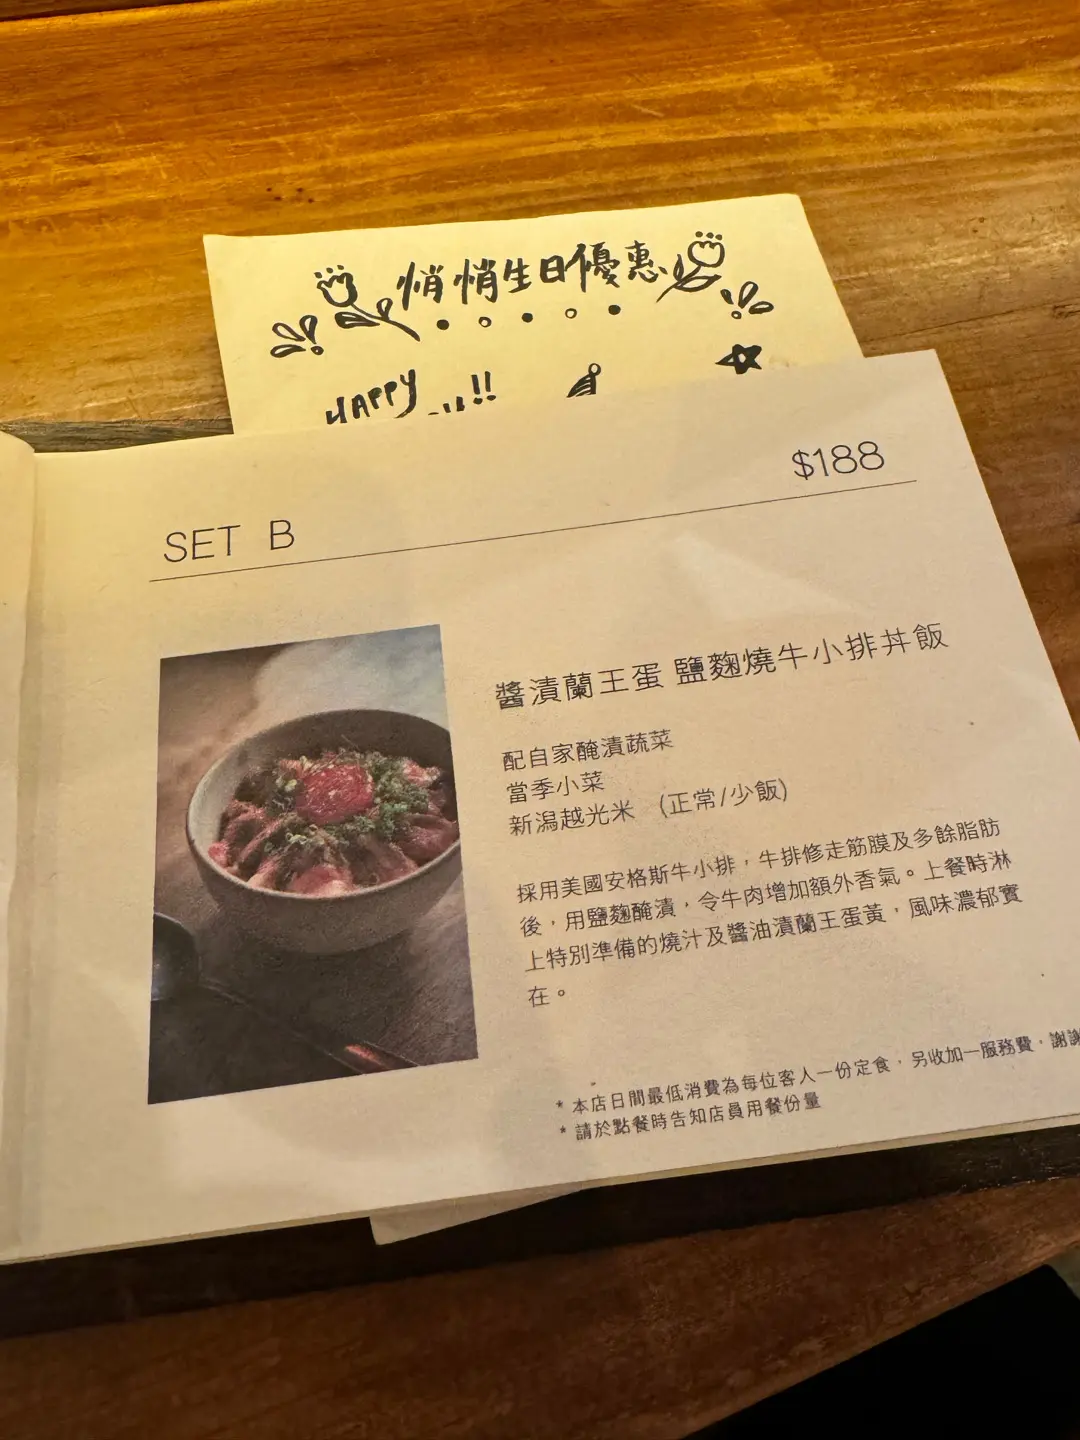 悄悄生日優惠
HAPPY
!!
$188
SET B
醬漬蘭王蛋 鹽麴燒牛小排丼飯
配自家醃漬蔬菜
當季小菜
新潟越光米 (正常/少飯)
採用美國安格斯牛小排，牛排修走筋膜及多餘脂肪
後，用鹽麴醃漬，令牛肉增加額外香氣。上餐時淋
上特別準備的燒汁及醬油漬蘭王蛋黃，風味濃郁實
在。
* 本店日間最低消費為每位客人一份定食，另收加一服務費，謝謝
* 請於點餐時告知店員用餐份量